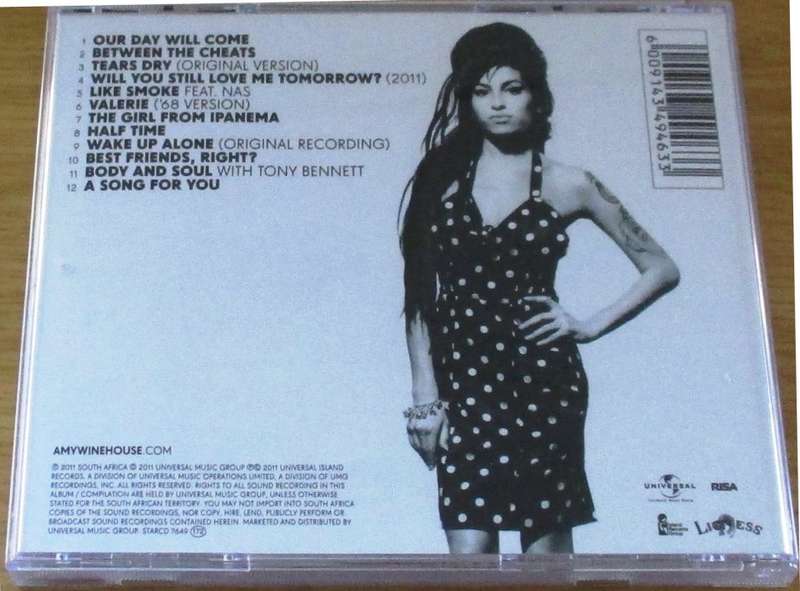 1 OUR DAY WILL COME
2 BETWEEN THE CHEATS
3 TEARS DRY (ORIGINAL VERSION)
4 WILL YOU STILL LOVE ME TOMORROW? (2011)
5 LIKE SMOKE FEAT. NAS
6 VALERIE ('68 VERSION)
7 THE GIRL FROM IPANEMA
8 HALF TIME
9 WAKE UP ALONE (ORIGINAL RECORDING)
10 BEST FRIENDS, RIGHT?
11 BODY AND SOUL WITH TONY BENNETT
12 A SONG FOR YOU
6009143494633
AMYWINEHOUSE.COM
℗ 2011 SOUTH AFRICA © 2011 UNIVERSAL MUSIC GROUP ℗© 2011 UNIVERSAL ISLAND
RECORDS, A DIVISION OF UNIVERSAL MUSIC OPERATIONS LIMITED, A DIVISION OF UMG
RECORDINGS, INC. ALL RIGHTS RESERVED. RIGHTS TO ALL SOUND RECORDING IN THIS
ALBUM / COMPILATION ARE HELD BY UNIVERSAL MUSIC GROUP, UNLESS OTHERWISE
STATED FOR THE SOUTH AFRICAN TERRITORY. YOU MAY NOT IMPORT INTO SOUTH AFRICA
COPIES OF THE SOUND RECORDINGS, NOR COPY, HIRE, LEND, PUBLICLY PERFORM OR
BROADCAST SOUND RECORDINGS CONTAINED HEREIN. MARKETED AND DISTRIBUTED BY
UNIVERSAL MUSIC GROUP. STARCD 7649 172
UNIVERSAL
RISA
LIONESS